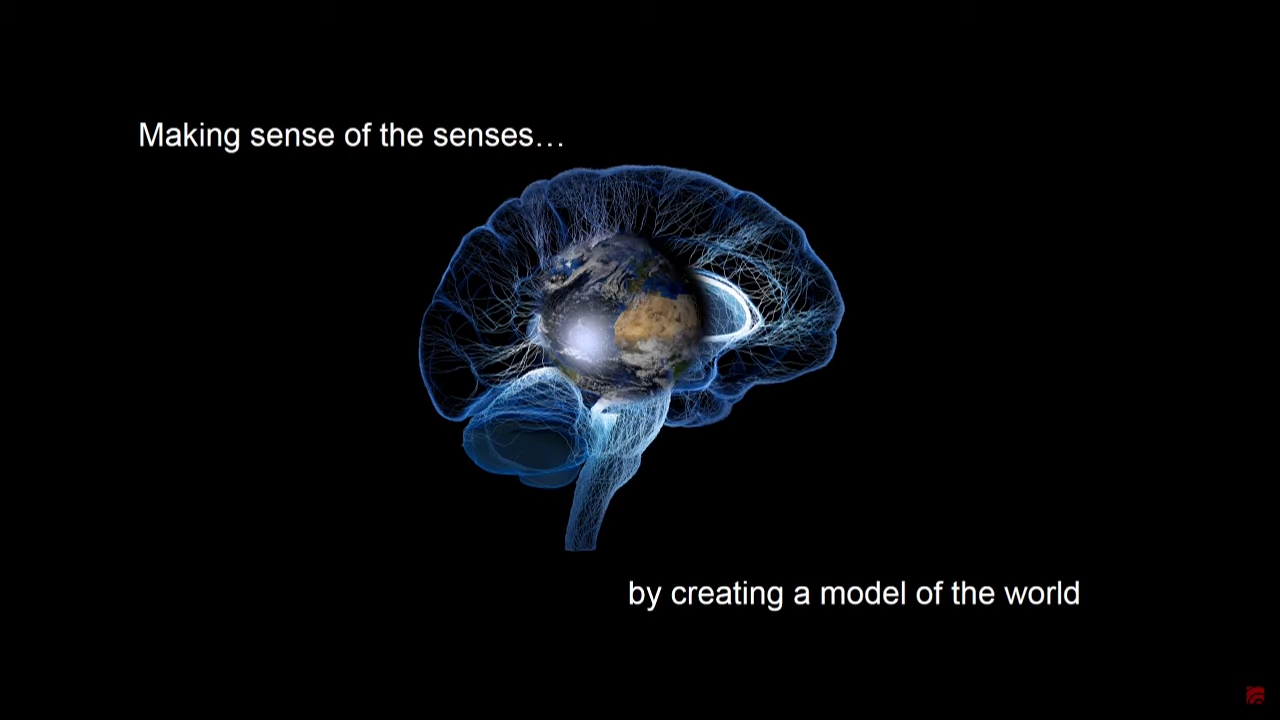 Making sense of the senses…
by creating a model of the world